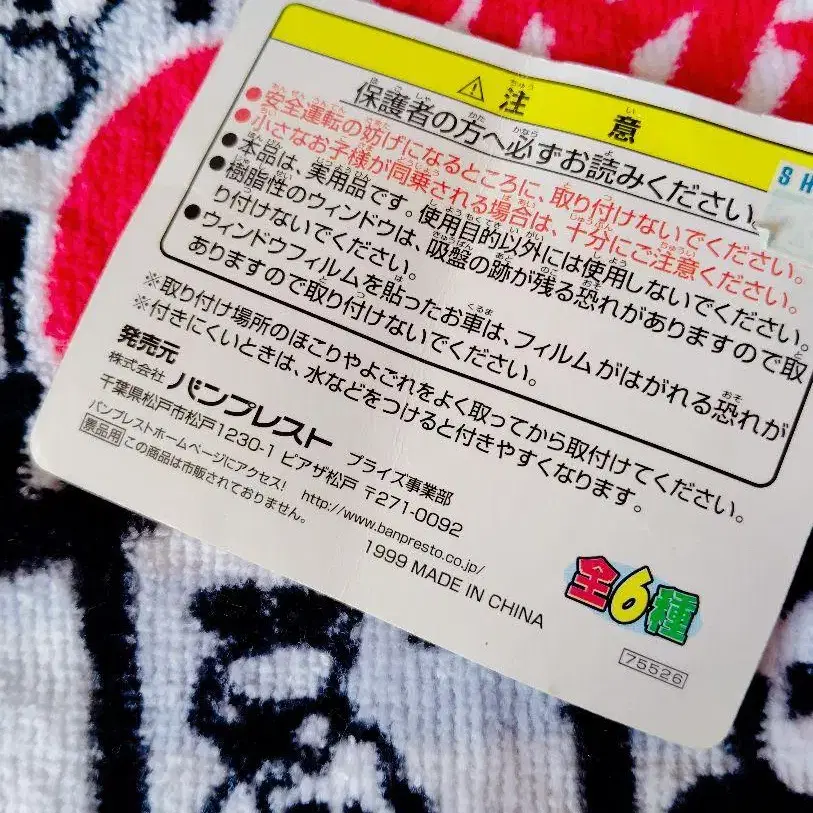 ⚠注意
保護者の方へ必ずお読みください。
●安全運転の妨げになるところに、取り付けないでください。
●小さなお子様が同乗される場合は、十分にご注意ください。
●本品は、実用品です。使用目的以外には使用しないでください。
●樹脂性のウィンドウは、吸盤の跡が残る恐れがありますので取
り付けないでください。
●ウィンドウフィルムを貼ったお車は、フィルムがはがれる恐れが
ありますので取り付けないでください。
※取り付け場所のほこりやよごれをよく取ってから取付けてください。
※付きにくいときは、水などをつけると付きやすくなります。
発売元
株式会社 バンプレスト プライズ事業部
千葉県松戸市松戸1230-1 ピアザ松戸 〒271-0092
バンプレストホームページにアクセス! http://www.banpresto.co.jp/
景品用 この商品は市販されておりません。
1999 MADE IN CHINA
全6種
75526
S H